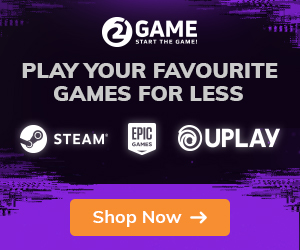 2GAME
START THE GAME!
PLAY YOUR FAVOURITE
GAMES FOR LESS
STEAM®
EPIC
GAMES
UPLAY
Shop Now →